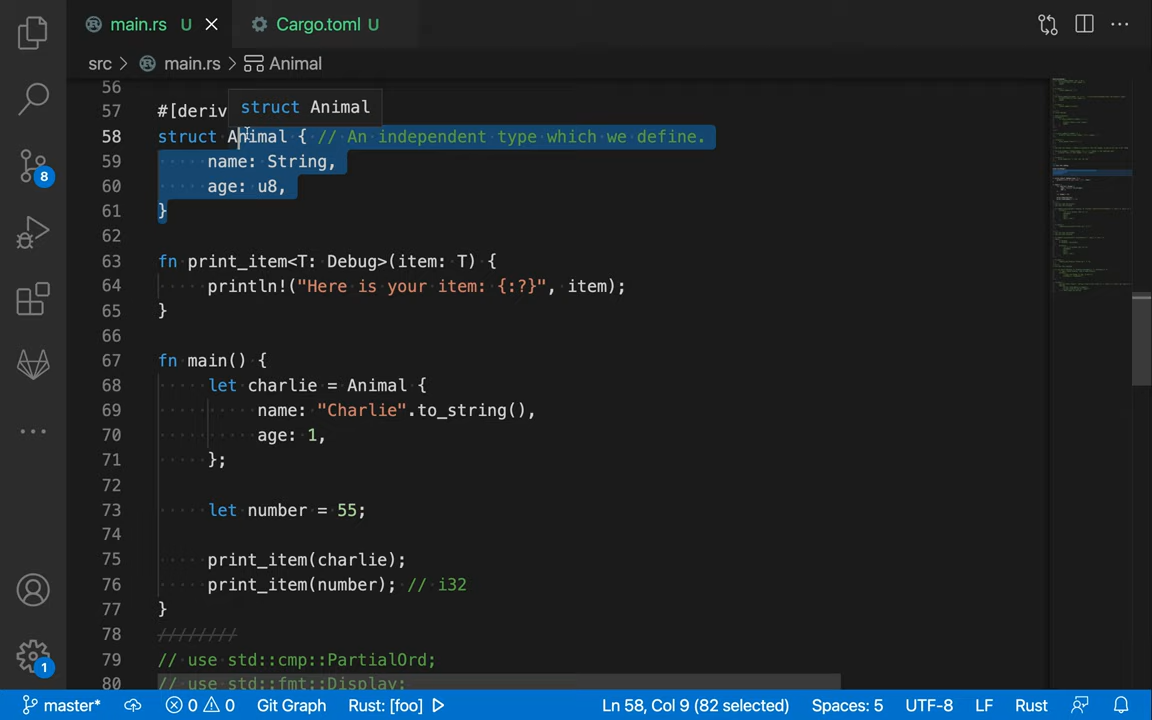 main.rs U
Cargo.toml U
src > main.rs > Animal
56
57 #[deriv
struct Animal
58 struct Animal { // An independent type which we define.
59 name: String,
60 age: u8,
61 }
62
63 fn print_item<T: Debug>(item: T) {
64 println!("Here is your item: {:?}", item);
65 }
66
67 fn main() {
68 let charlie = Animal {
69 name: "Charlie".to_string(),
70 age: 1,
71 };
72
73 let number = 55;
74
75 print_item(charlie);
76 print_item(number); // i32
77 }
78 ////////
79 // use std::cmp::PartialOrd;
80 // use std::fmt::Display;
8
1
master* 0 0 Git Graph Rust: [foo] Ln 58, Col 9 (82 selected) Spaces: 5 UTF-8 LF Rust